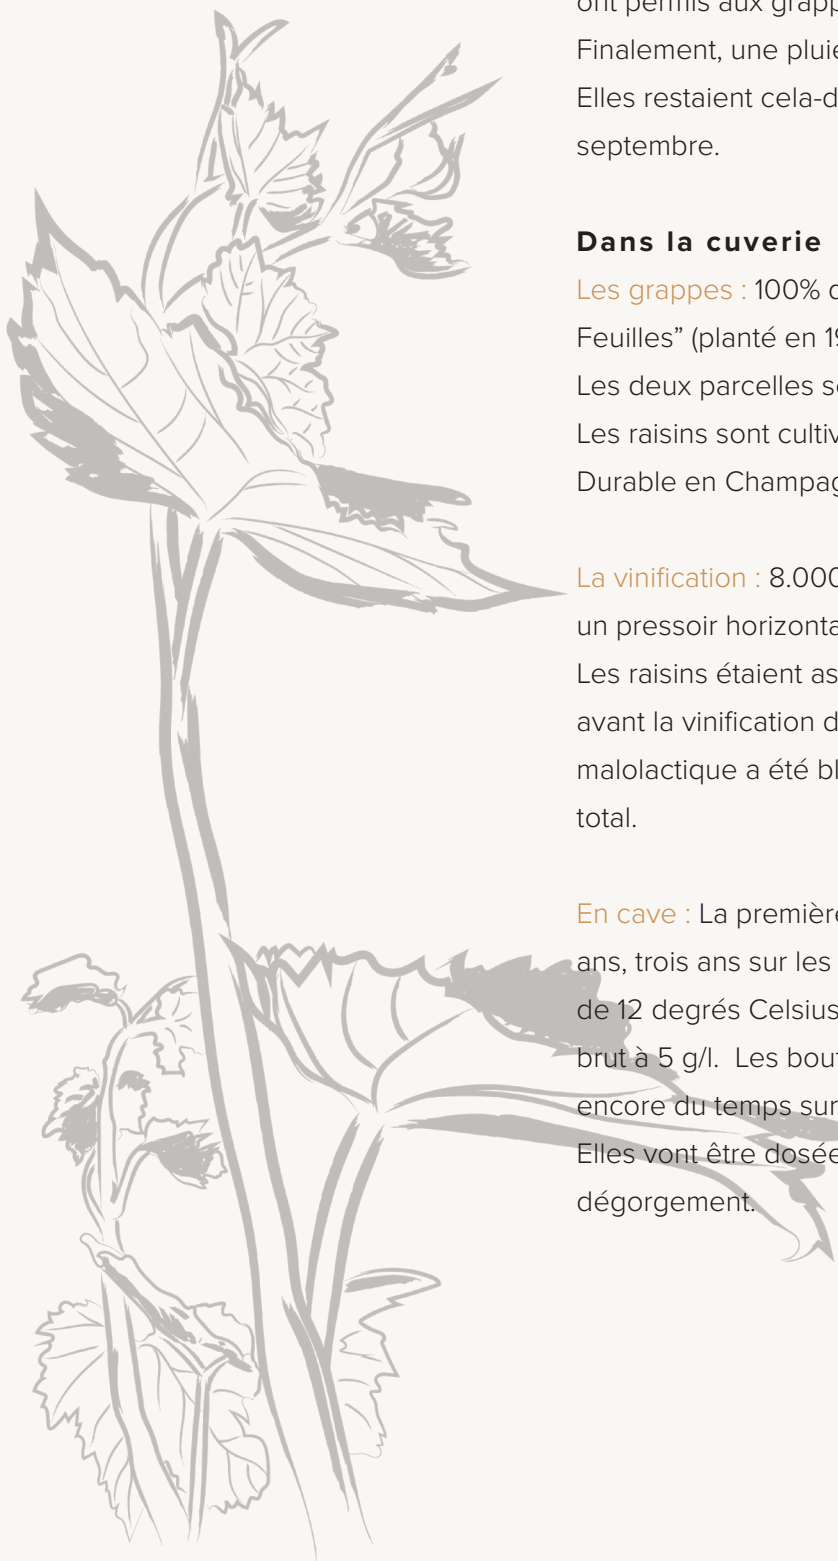 ont permis aux grapp
Finalement, une pluie
Elles restaient cela-d
septembre.
Dans la cuverie
Les grappes : 100%
Feuilles” (planté en 19
Les deux parcelles s
Les raisins sont cultiv
Durable en Champag
La vinification : 8.000
un pressoir horizonta
Les raisins étaient as
avant la vinification d
malolactique a été bl
total.
En cave : La première
ans, trois ans sur les
de 12 degrés Celsius
brut à 5 g/l. Les bout
encore du temps sur
Elles vont être dosée
dégorgement.